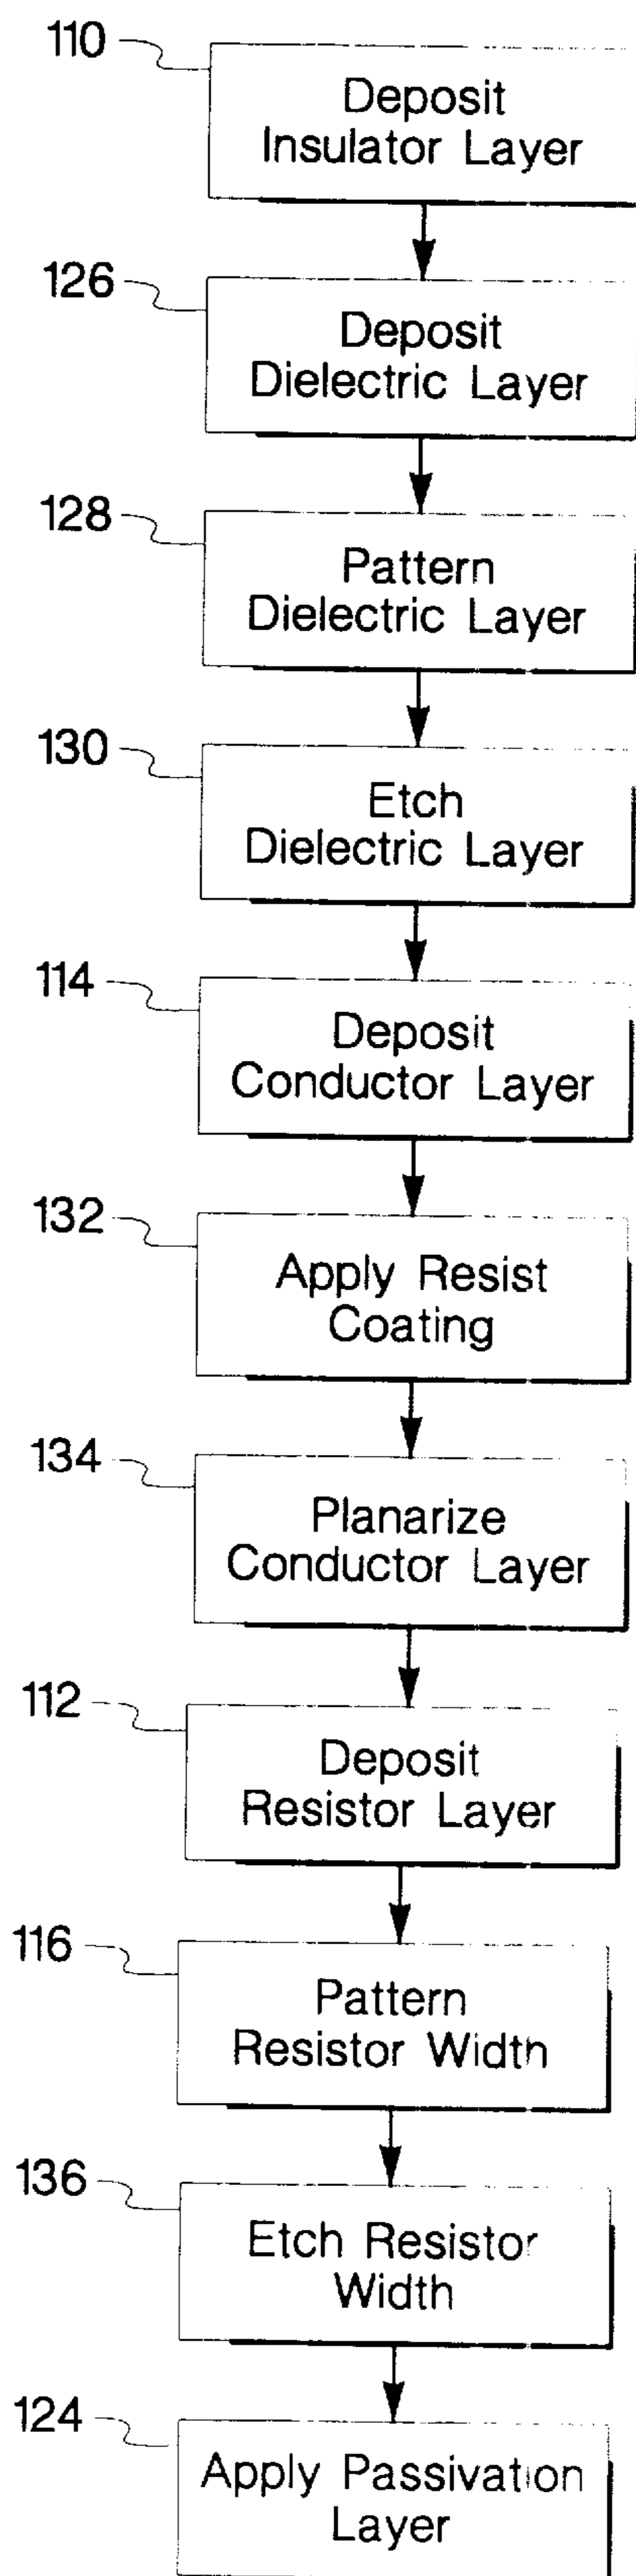 110
Deposit
Insulator Layer
126
Deposit
Dielectric Layer
128
Pattern
Dielectric Layer
130
Etch
Dielectric Layer
114
Deposit
Conductor Layer
132
Apply Resist
Coating
134
Planarize
Conductor Layer
112
Deposit
Resistor Layer
116
Pattern
Resistor Width
136
Etch Resistor
Width
124
Apply Passivation
Layer